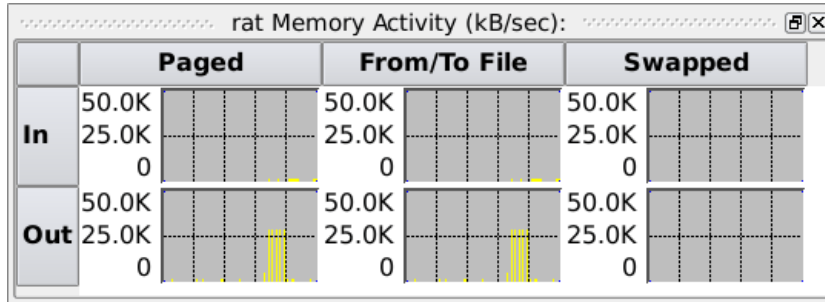 rat Memory Activity (kB/sec):
Paged From/To File Swapped
In 50.0K 50.0K 50.0K
25.0K 25.0K 25.0K
0 0 0
Out 50.0K 50.0K 50.0K
25.0K 25.0K 25.0K
0 0 0